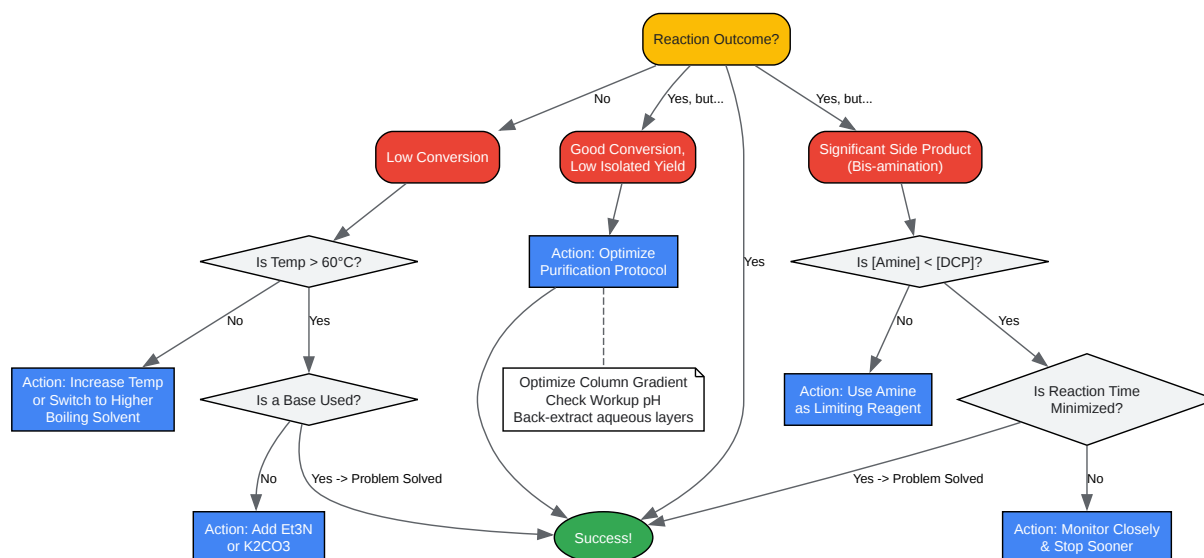 Reaction Outcome?
No
Yes, but...
Yes, but...
Low Conversion
Good Conversion,
Low Isolated Yield
Significant Side Product
(Bis-amination)
Is Temp > 60°C?
Action: Optimize
Purification Protocol
Yes
Is [Amine] < [DCP]?
No
Yes
No
Yes
Action: Increase Temp
or Switch to Higher
Boiling Solvent
Is a Base Used?
Optimize Column Gradient
Check Workup pH
Back-extract aqueous layers
Action: Use Amine
as Limiting Reagent
Is Reaction Time
Minimized?
No
Yes -> Problem Solved
Yes -> Problem Solved
No
Action: Add Et3N
or K2CO3
Success!
Action: Monitor Closely
& Stop Sooner